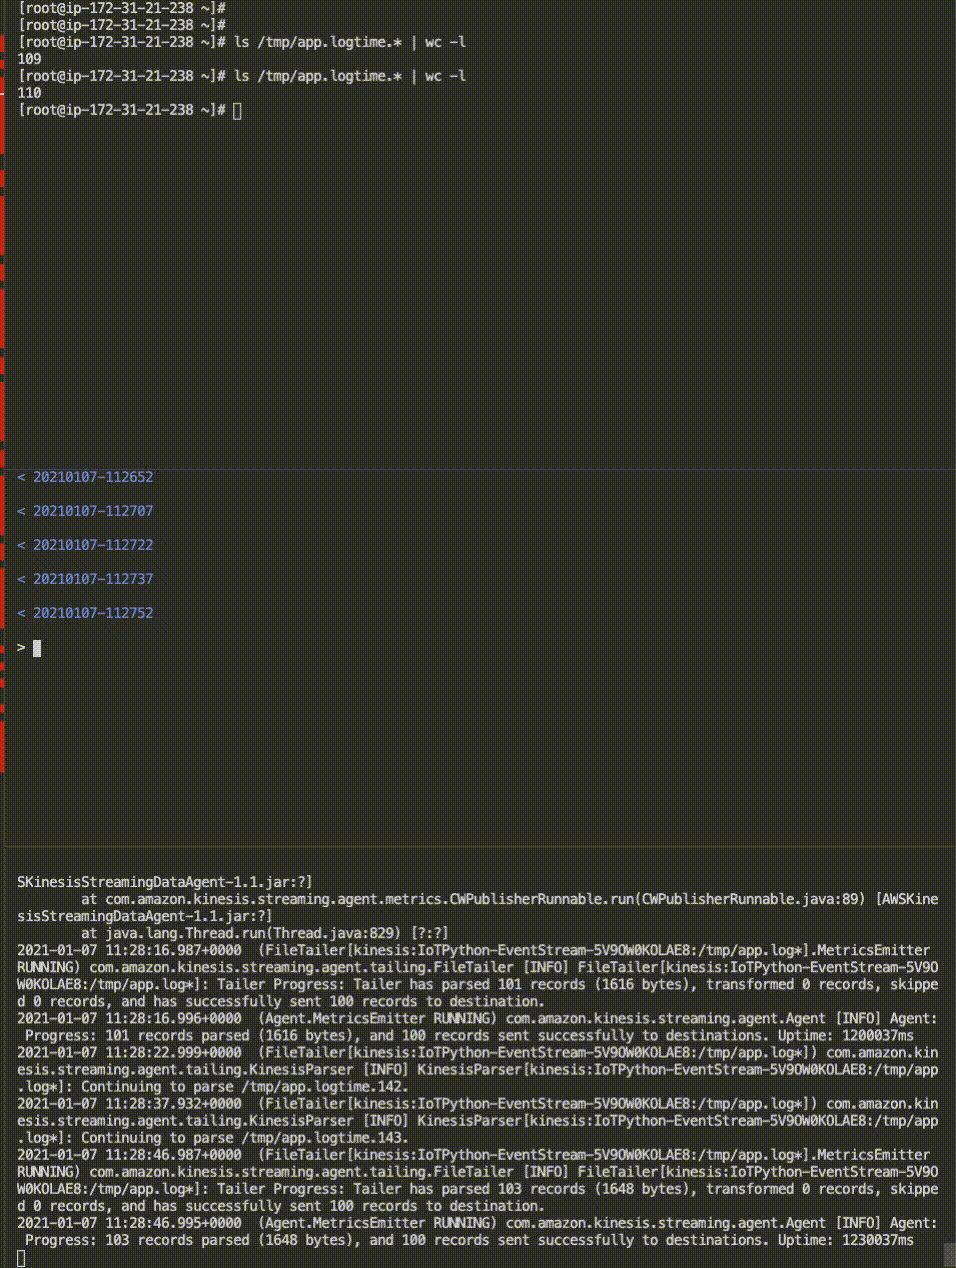 [root@ip-172-31-21-238 ~]#
[root@ip-172-31-21-238 ~]#
[root@ip-172-31-21-238 ~]# ls /tmp/app.logtime.* | wc -l
109
[root@ip-172-31-21-238 ~]# ls /tmp/app.logtime.* | wc -l
110
[root@ip-172-31-21-238 ~]#
< 20210107-112652
< 20210107-112707
< 20210107-112722
< 20210107-112737
< 20210107-112752
>
SKinesisStreamingDataAgent-1.1.jar:?]
        at com.amazon.kinesis.streaming.agent.metrics.CWPublisherRunnable.run(CWPublisherRunnable.java:89) [AWSKine
sisStreamingDataAgent-1.1.jar:?]
        at java.lang.Thread.run(Thread.java:829) [?:?]
2021-01-07 11:28:16.987+0000  (FileTailer[kinesis:IoTPython-EventStream-5V9OW0KOLAE8:/tmp/app.log*].MetricsEmitter
RUNNING) com.amazon.kinesis.streaming.agent.tailing.FileTailer [INFO] FileTailer[kinesis:IoTPython-EventStream-5V9O
W0KOLAE8:/tmp/app.log*]: Tailer Progress: Tailer has parsed 101 records (1616 bytes), transformed 0 records, skippe
d 0 records, and has successfully sent 100 records to destination.
2021-01-07 11:28:16.996+0000  (Agent.MetricsEmitter RUNNING) com.amazon.kinesis.streaming.agent.Agent [INFO] Agent:
 Progress: 101 records parsed (1616 bytes), and 100 records sent successfully to destinations. Uptime: 1200037ms
2021-01-07 11:28:22.999+0000  (FileTailer[kinesis:IoTPython-EventStream-5V9OW0KOLAE8:/tmp/app.log*]) com.amazon.kin
esis.streaming.agent.tailing.KinesisParser [INFO] KinesisParser[kinesis:IoTPython-EventStream-5V9OW0KOLAE8:/tmp/app
.log*]: Continuing to parse /tmp/app.logtime.142.
2021-01-07 11:28:37.932+0000  (FileTailer[kinesis:IoTPython-EventStream-5V9OW0KOLAE8:/tmp/app.log*]) com.amazon.kin
esis.streaming.agent.tailing.KinesisParser [INFO] KinesisParser[kinesis:IoTPython-EventStream-5V9OW0KOLAE8:/tmp/app
.log*]: Continuing to parse /tmp/app.logtime.143.
2021-01-07 11:28:46.987+0000  (FileTailer[kinesis:IoTPython-EventStream-5V9OW0KOLAE8:/tmp/app.log*].MetricsEmitter
RUNNING) com.amazon.kinesis.streaming.agent.tailing.FileTailer [INFO] FileTailer[kinesis:IoTPython-EventStream-5V9O
W0KOLAE8:/tmp/app.log*]: Tailer Progress: Tailer has parsed 103 records (1648 bytes), transformed 0 records, skippe
d 0 records, and has successfully sent 100 records to destination.
2021-01-07 11:28:46.995+0000  (Agent.MetricsEmitter RUNNING) com.amazon.kinesis.streaming.agent.Agent [INFO] Agent:
 Progress: 103 records parsed (1648 bytes), and 100 records sent successfully to destinations. Uptime: 1230037ms